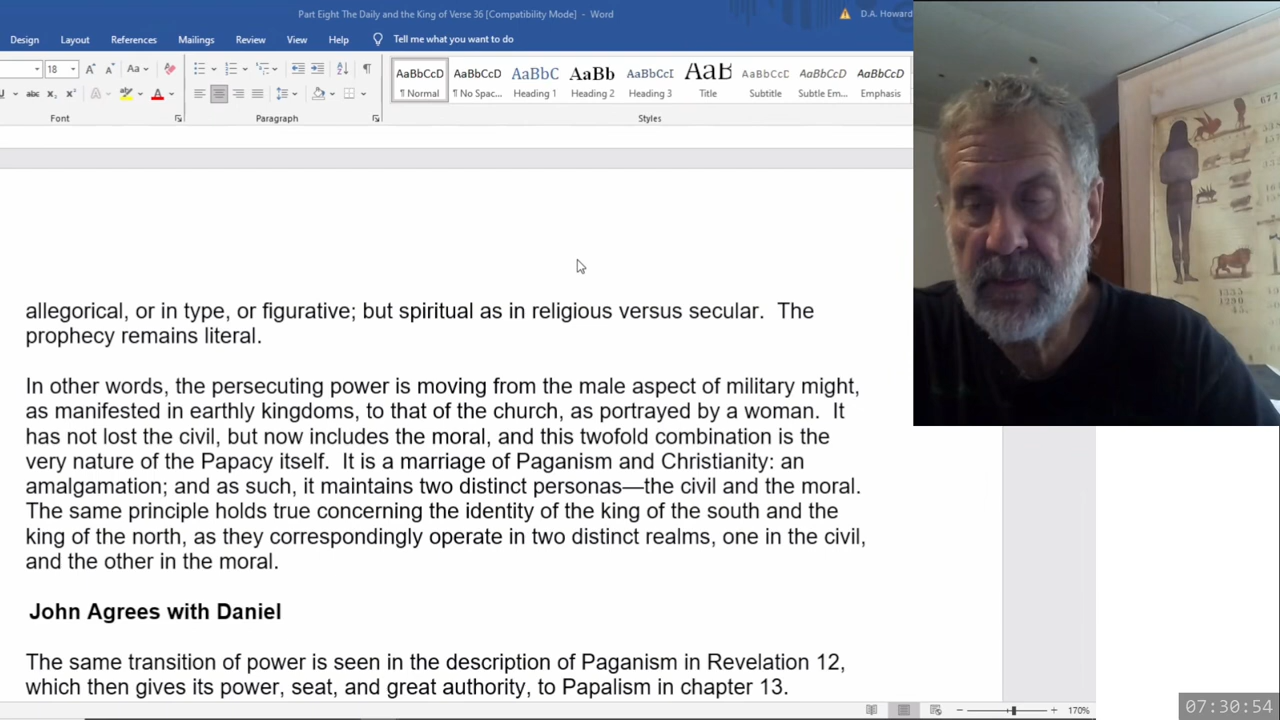 Part Eight The Daily and the King of Verse 36 [Compatibility Mode] - Word
D.A. Howard
Design Layout References Mailings Review View Help Tell me what you want to do
18 Aa
AaBbCcD AaBbCcD AaBbC AaBb AaBbCcI AaB AaBbCcD AaBbCcD AaBbCcD
¶ Normal ¶ No Spac... Heading 1 Heading 2 Heading 3 Title Subtitle Subtle Em... Emphasis
Font Paragraph Styles
allegorical, or in type, or figurative; but spiritual as in religious versus secular. The
prophecy remains literal.
In other words, the persecuting power is moving from the male aspect of military might,
as manifested in earthly kingdoms, to that of the church, as portrayed by a woman. It
has not lost the civil, but now includes the moral, and this twofold combination is the
very nature of the Papacy itself. It is a marriage of Paganism and Christianity: an
amalgamation; and as such, it maintains two distinct personas—the civil and the moral.
The same principle holds true concerning the identity of the king of the south and the
king of the north, as they correspondingly operate in two distinct realms, one in the civil,
and the other in the moral.
John Agrees with Daniel
The same transition of power is seen in the description of Paganism in Revelation 12,
which then gives its power, seat, and great authority, to Papalism in chapter 13.
170%
07:30:54
677
1335
1290